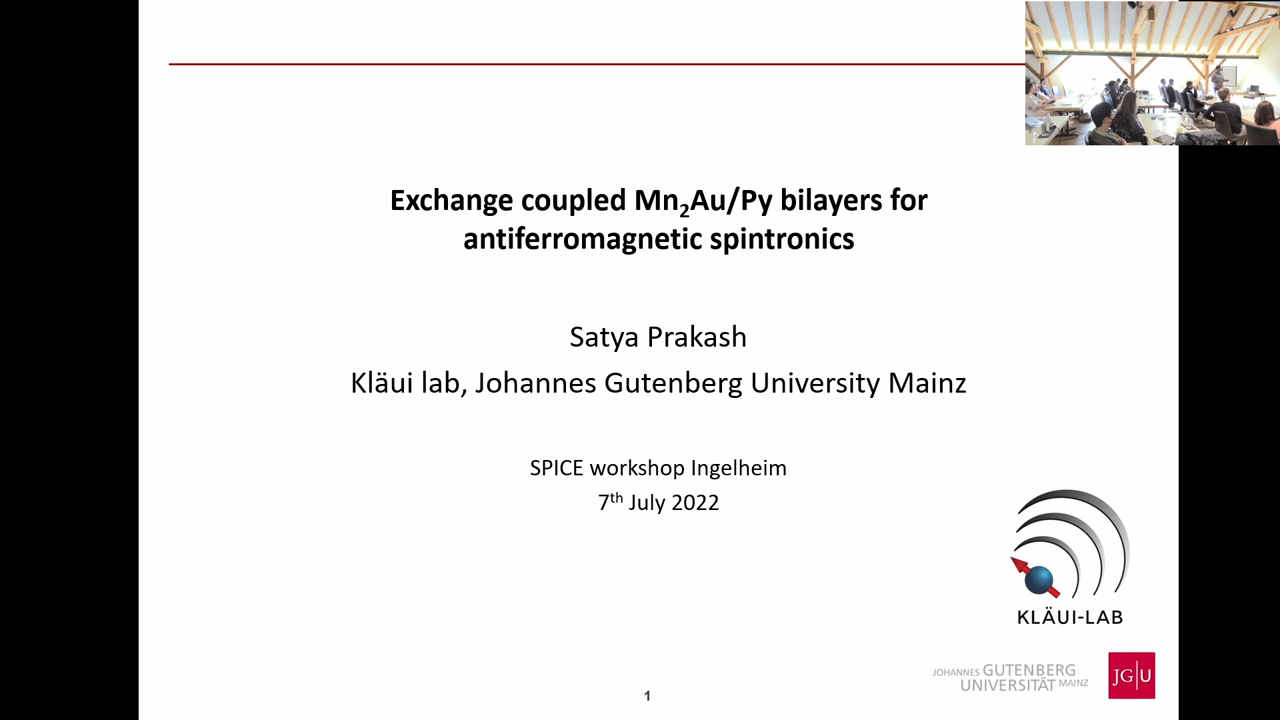 Exchange coupled Mn₂Au/Py bilayers for
antiferromagnetic spintronics
Satya Prakash
Kläui lab, Johannes Gutenberg University Mainz
SPICE workshop Ingelheim
7th July 2022
KLÄUI-LAB
JOHANNES GUTENBERG
UNIVERSITÄT MAINZ
JG|U
1